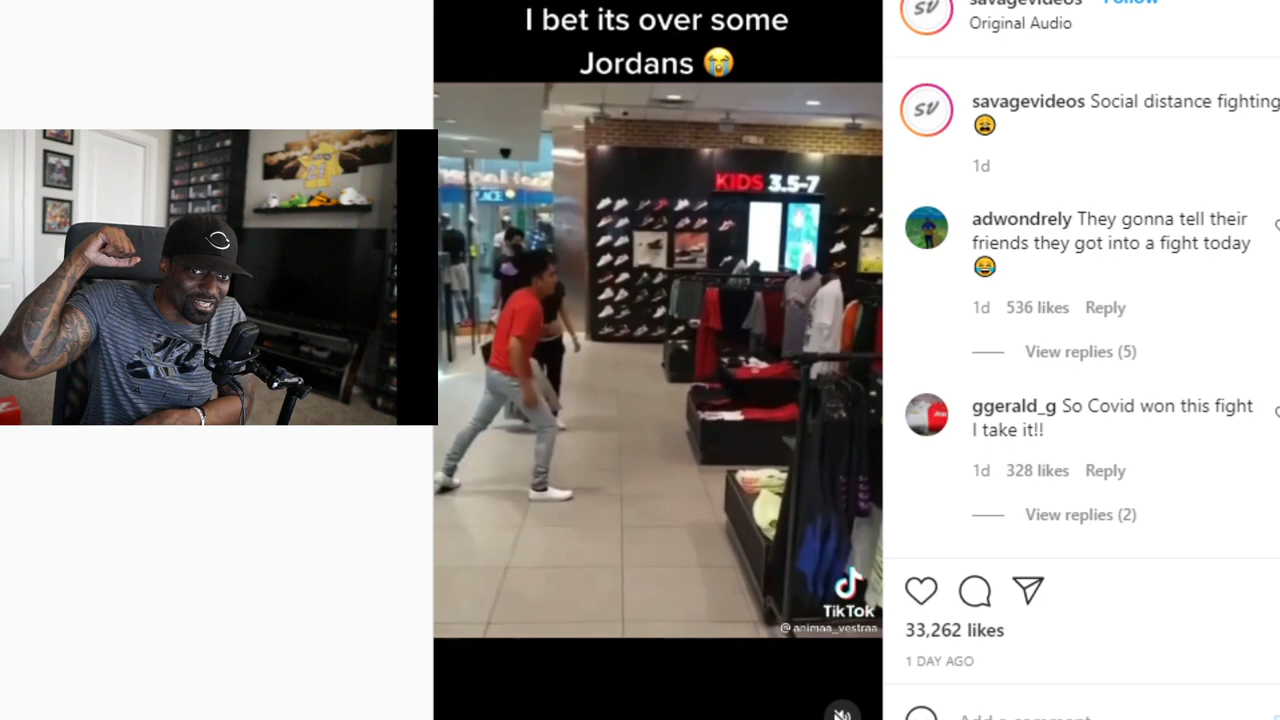 I bet its over some
Jordans 😭
KIDS 3.5-7
TikTok
@ animaa_vestraa
savagevideos Follow
Original Audio
savagevideos Social distance fighting
😩
1d
adwondrely They gonna tell their
friends they got into a fight today
😂
1d 536 likes Reply
View replies (5)
ggerald_g So Covid won this fight
I take it!!
1d 328 likes Reply
View replies (2)
33,262 likes
1 DAY AGO
Add a comment